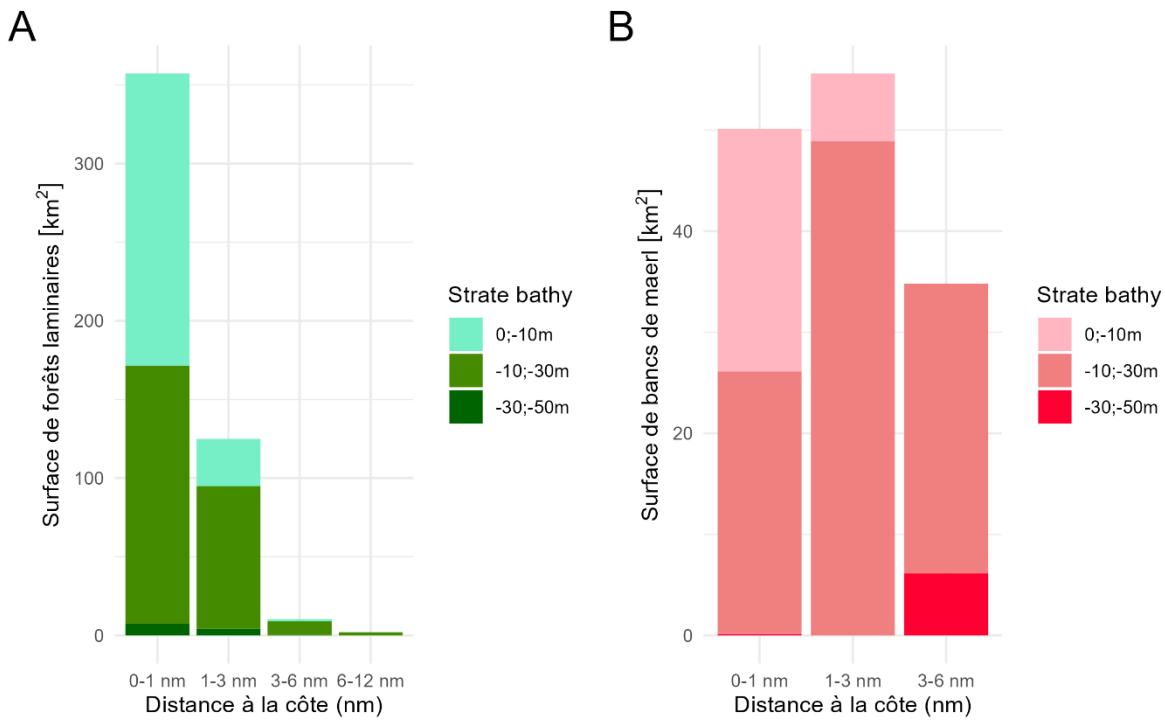 A
Surface de forêts laminaires [km²]
300
200
100
0
0-1 nm 1-3 nm 3-6 nm 6-12 nm
Distance à la côte (nm)
Strate bathy
0;-10m
-10;-30m
-30;-50m
B
Surface de bancs de maerl [km²]
40
20
0
0-1 nm 1-3 nm 3-6 nm
Distance à la côte (nm)
Strate bathy
0;-10m
-10;-30m
-30;-50m